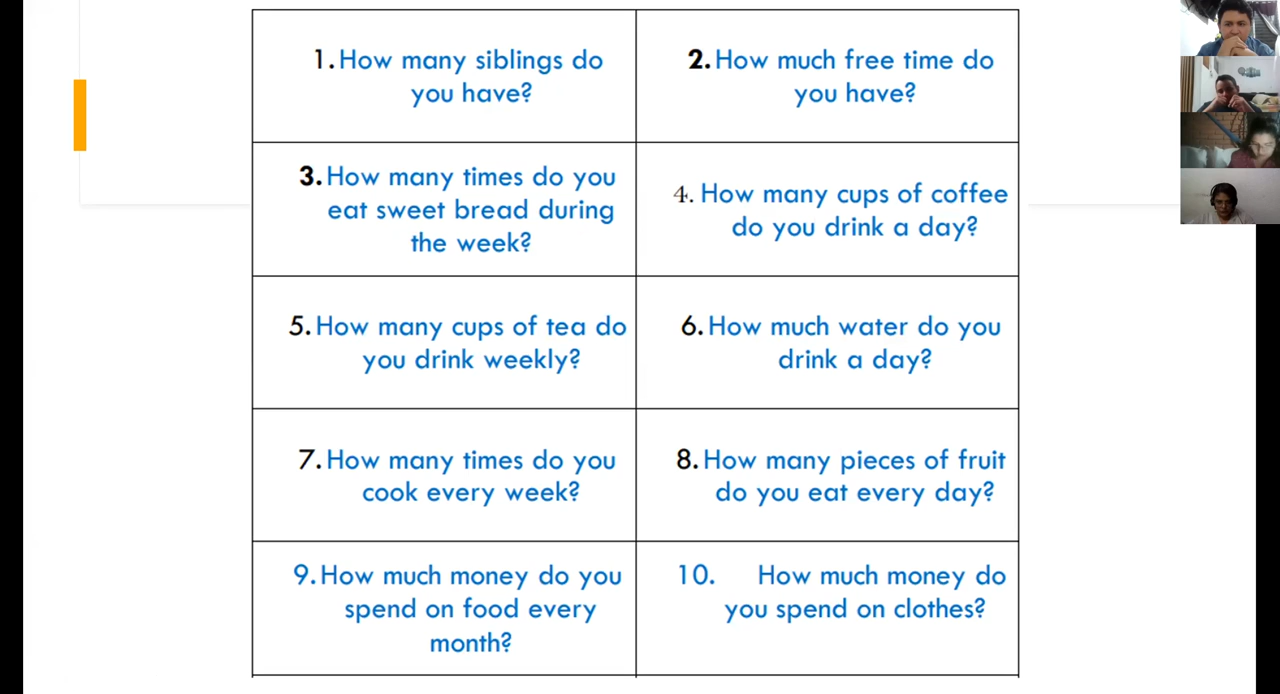 1. How many siblings do
you have?
2. How much free time do
you have?
3. How many times do you
eat sweet bread during
the week?
4. How many cups of coffee
do you drink a day?
5. How many cups of tea do
you drink weekly?
6. How much water do you
drink a day?
7. How many times do you
cook every week?
8. How many pieces of fruit
do you eat every day?
9. How much money do you
spend on food every
month?
10. How much money do
you spend on clothes?